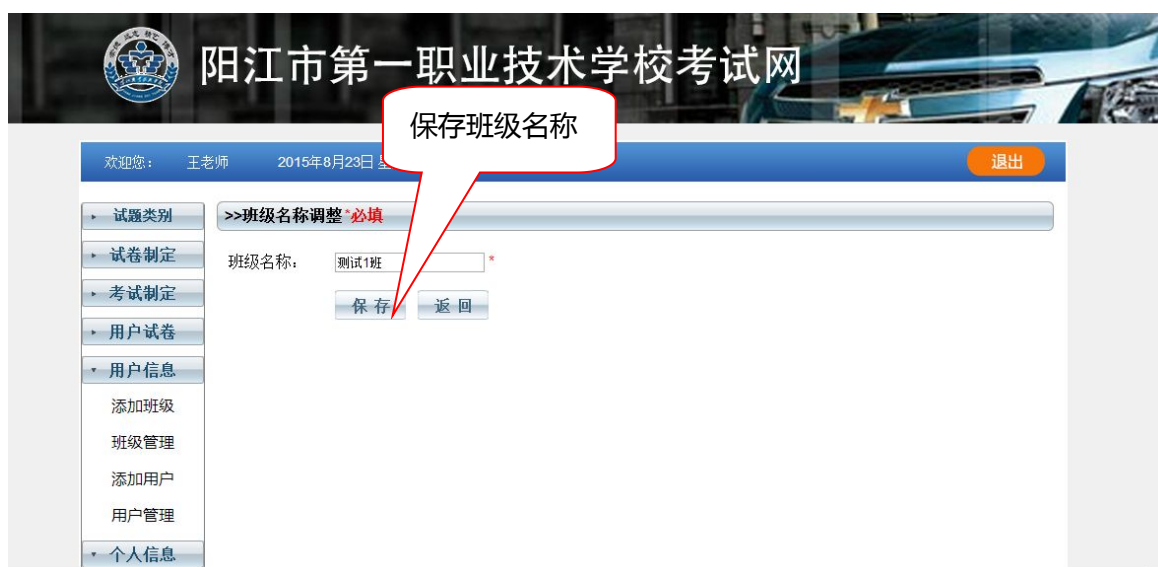 阳江市第一职业技术学校考试网
保存班级名称
欢迎您： 王老师 2015年8月23日
退出
试题类别
>>班级名称调整*必填
试卷制定
班级名称： 测试1班 *
考试制定
保 存 返 回
用户试卷
用户信息
添加班级
班级管理
添加用户
用户管理
个人信息